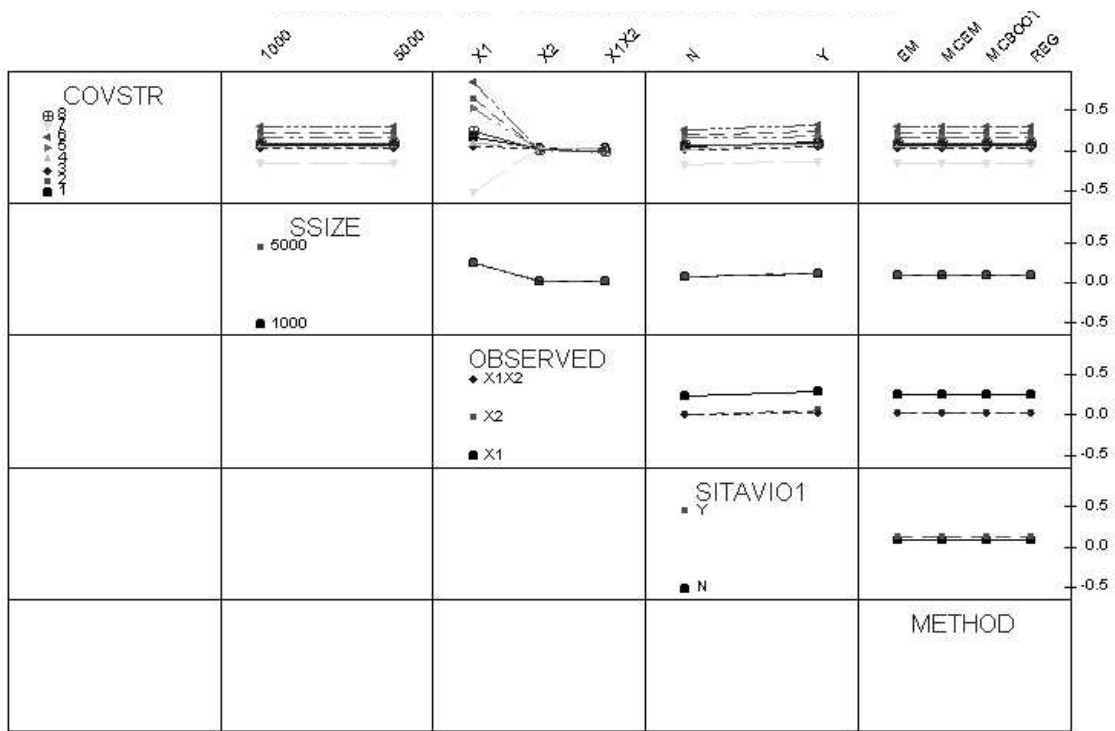 1000 5000 X1 X2 X1X2 N Y EM MCEM MCBOOT REG
COVSTR
8
7
6
5
4
3
2
1
0.5
0.0
-0.5
SSIZE
5000
1000
0.5
0.0
-0.5
OBSERVED
X1X2
X2
X1
0.5
0.0
-0.5
SITAVIO1
Y
N
0.5
0.0
-0.5
METHOD